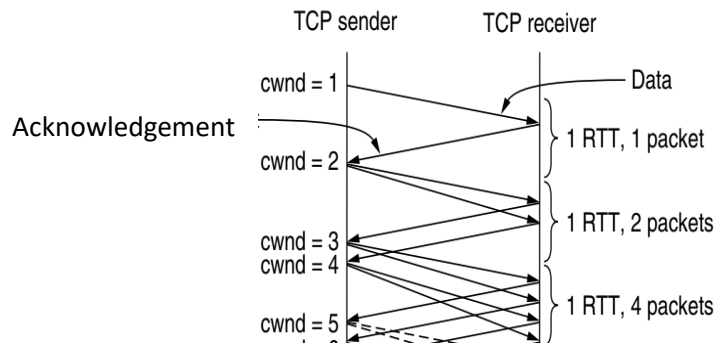 TCP sender
TCP receiver
cwnd = 1
Data
Acknowledgement
1 RTT, 1 packet
cwnd = 2
1 RTT, 2 packets
cwnd = 3
cwnd = 4
1 RTT, 4 packets
cwnd = 5